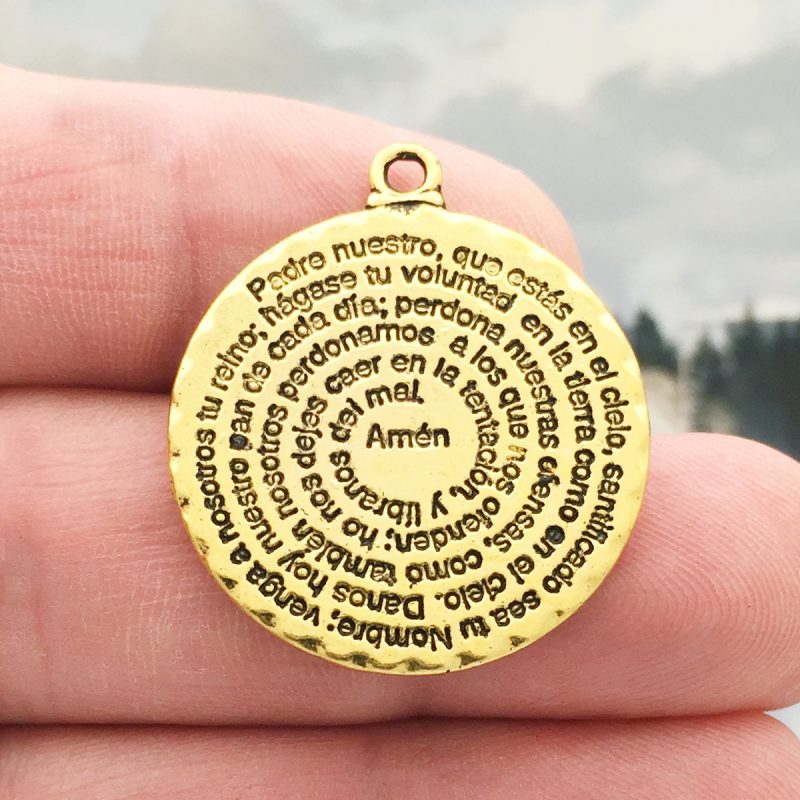 Padre nuestro, que estás en el cielo, santificado sea tu Nombre; venga a nosotros tu reino; hágase tu voluntad en la tierra como en el cielo. Danos hoy nuestro pan de cada día; perdona nuestras ofensas, como también nosotros perdonamos a los que nos ofenden; no nos dejes caer en la tentación, y líbranos del mal.
Amén